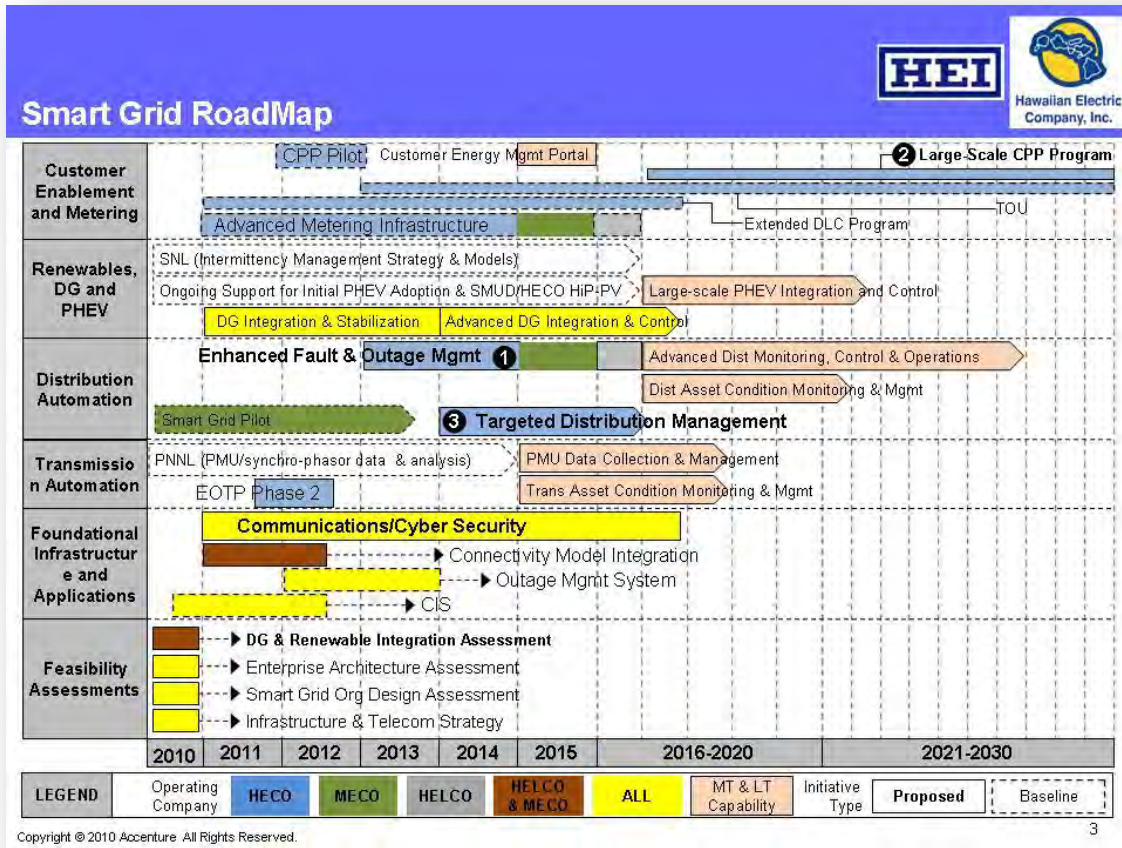 HEI
Hawaiian Electric
Company, Inc.
Smart Grid RoadMap
Customer
Enablement
and Metering
CPP Pilot
Customer Energy Mgmt Portal
2 Large-Scale CPP Program
TOU
Extended DLC Program
Advanced Metering Infrastructure
Renewables,
DG and
PHEV
SNL (Intermittency Management Strategy & Models)
Ongoing Support for Initial PHEV Adoption & SMUD/HECO HiP-PV
Large-scale PHEV Integration and Control
DG Integration & Stabilization
Advanced DG Integration & Control
Distribution
Automation
Enhanced Fault & Outage Mgmt 1
Advanced Dist Monitoring, Control & Operations
Dist Asset Condition Monitoring & Mgmt
Smart Grid Pilot
3 Targeted Distribution Management
Transmissio
n Automation
PNNL (PMU/synchro-phasor data & analysis)
PMU Data Collection & Management
EOTP Phase 2
Trans Asset Condition Monitoring & Mgmt
Foundational
Infrastructur
e and
Applications
Communications/Cyber Security
Connectivity Model Integration
Outage Mgmt System
CIS
Feasibility
Assessments
DG & Renewable Integration Assessment
Enterprise Architecture Assessment
Smart Grid Org Design Assessment
Infrastructure & Telecom Strategy
2010 2011 2012 2013 2014 2015 2016-2020 2021-2030
LEGEND
Operating
Company
HECO
MECO
HELCO
HELCO
& MECO
ALL
MT & LT
Capability
Initiative
Type
Proposed
Baseline
Copyright © 2010 Accenture All Rights Reserved.
3